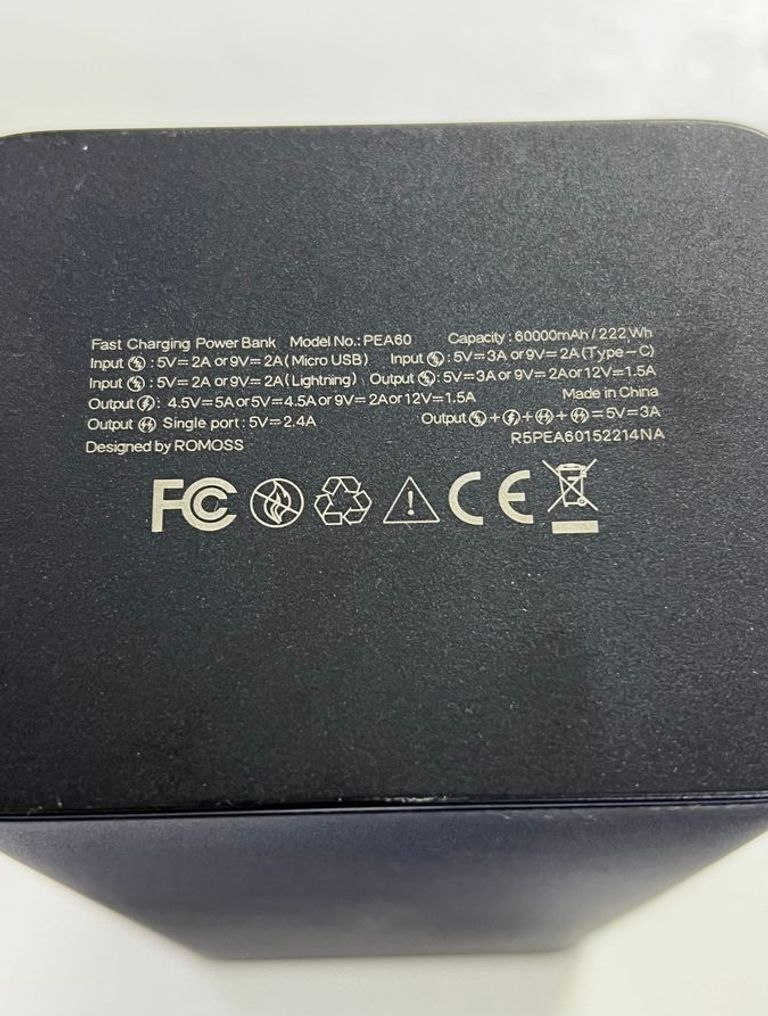 Fast Charging Power Bank Model No.: PEA60 Capacity: 60000mAh / 222 Wh
Input : 5V=2A or 9V=2A(Micro USB) Input : 5V=3A or 9V=2A(Type-C)
Input : 5V=2A or 9V=2A(Lightning) Output : 5V=3A or 9V=2A or 12V=1.5A
Output : 4.5V=5A or 5V=4.5A or 9V=2A or 12V=1.5A Made in China
Output Single port: 5V=2.4A Output + + + =5V=3A
Designed by ROMOSS R5PEA60152214NA
FC CE